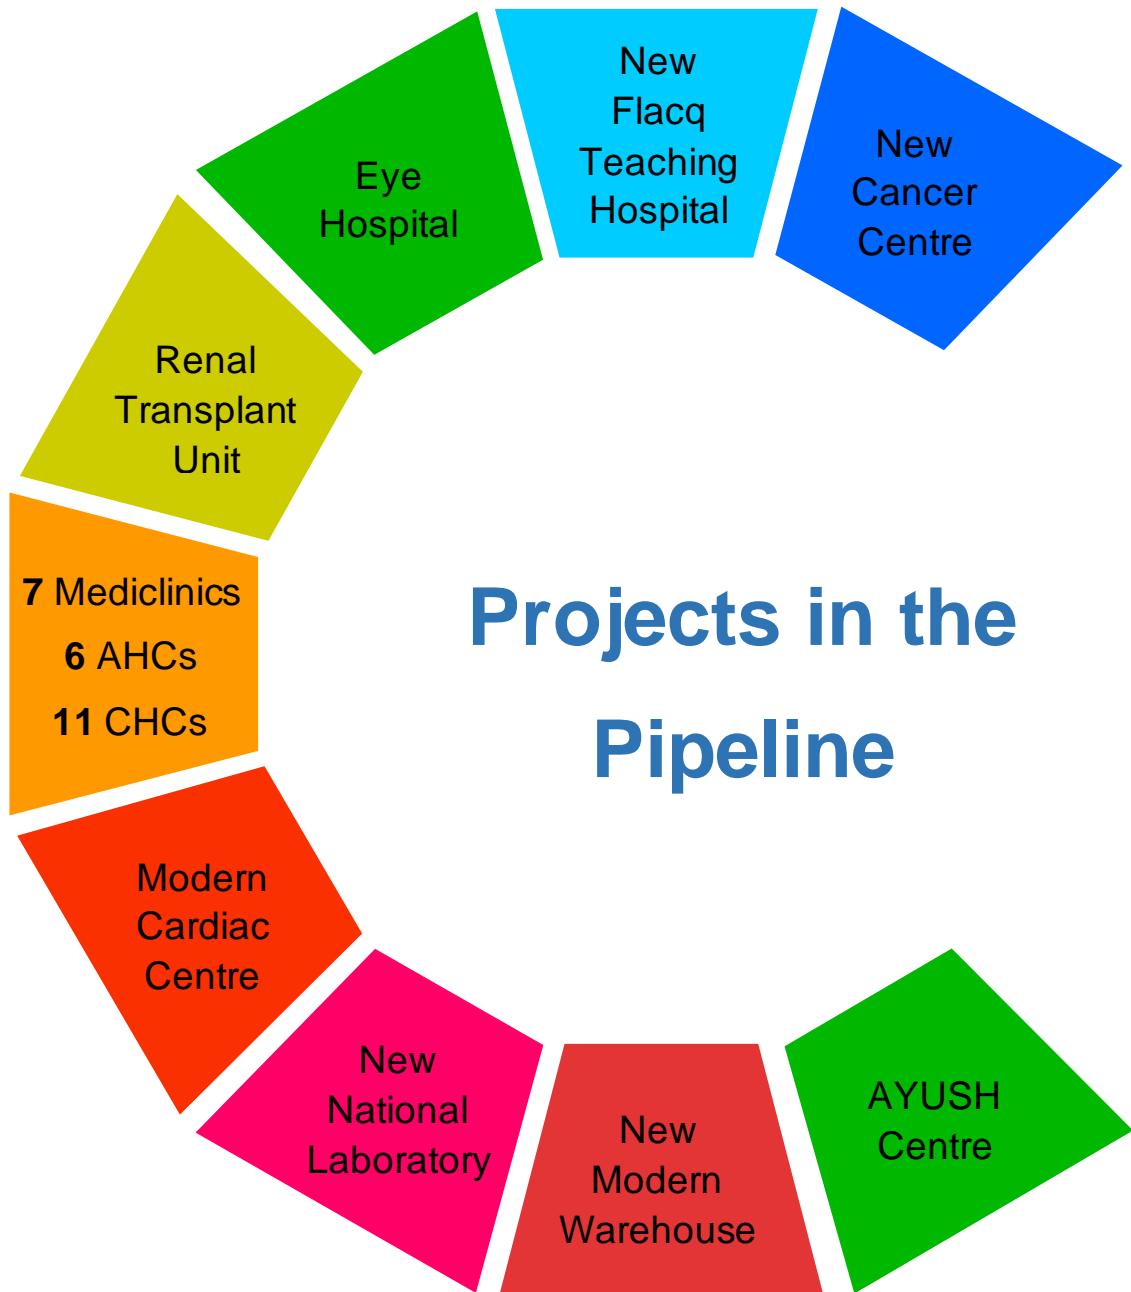 New
Flacq
Teaching
Hospital
New
Cancer
Centre
Eye
Hospital
Renal
Transplant
Unit
7 Mediclinics
6 AHCs
11 CHCs
Projects in the
Pipeline
Modern
Cardiac
Centre
New
National
Laboratory
New
Modern
Warehouse
AYUSH
Centre